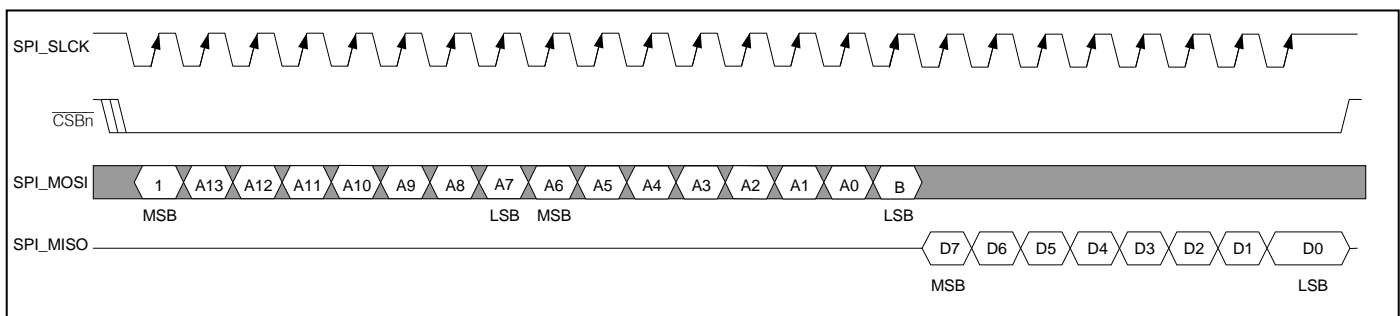 SPI_SLCK
CSBn
SPI_MOSI 1 A13 A12 A11 A10 A9 A8 A7 A6 A5 A4 A3 A2 A1 A0 B
MSB LSB MSB LSB
SPI_MISO D7 D6 D5 D4 D3 D2 D1 D0
MSB LSB